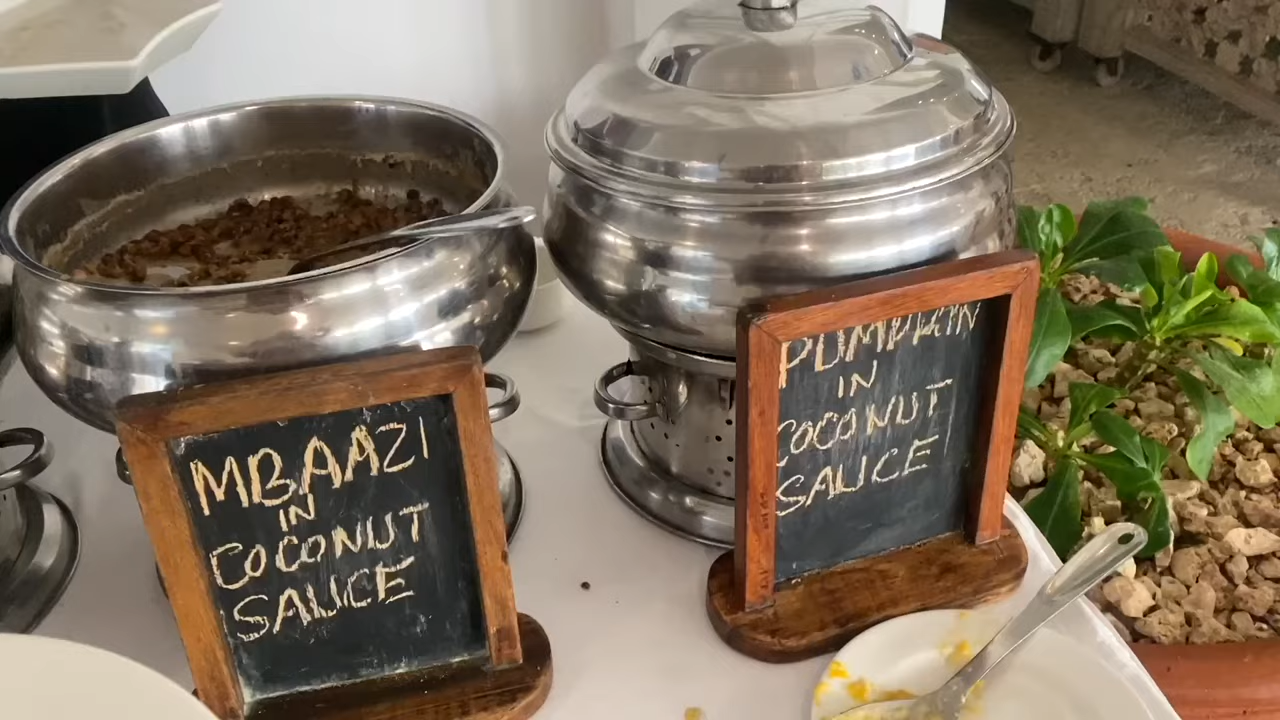 MBAAZI
IN
COCONUT
SAUCE
PUMPKIN
IN
COCONUT
SAUCE